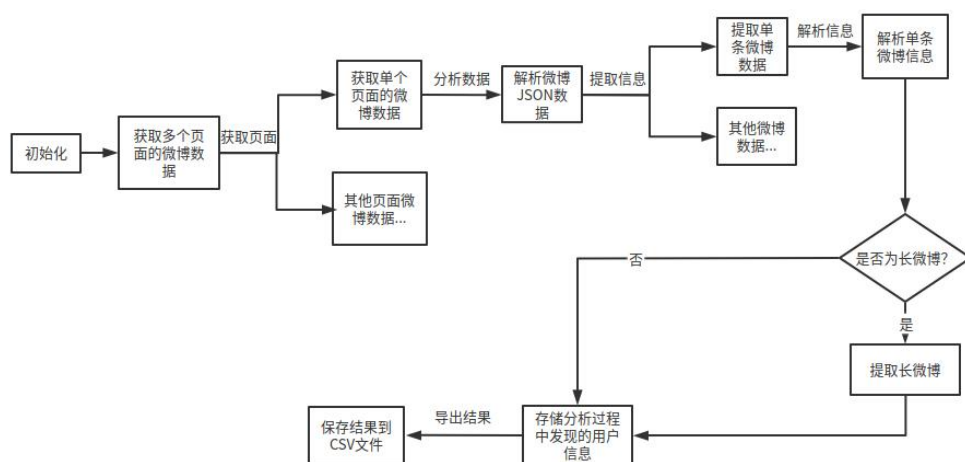 初始化
获取多个页
面的微博数
据
获取页面
获取单个
页面的微
博数据
其他页面微
博数据...
分析数据
解析微博
JSON数
据
提取信息
提取单
条微博
数据
其他微博
数据...
解析信息
解析单条
微博信息
是否为长微博?
否
是
提取长微博
存储分析过程
中发现的用户
信息
导出结果
保存结果到
CSV文件